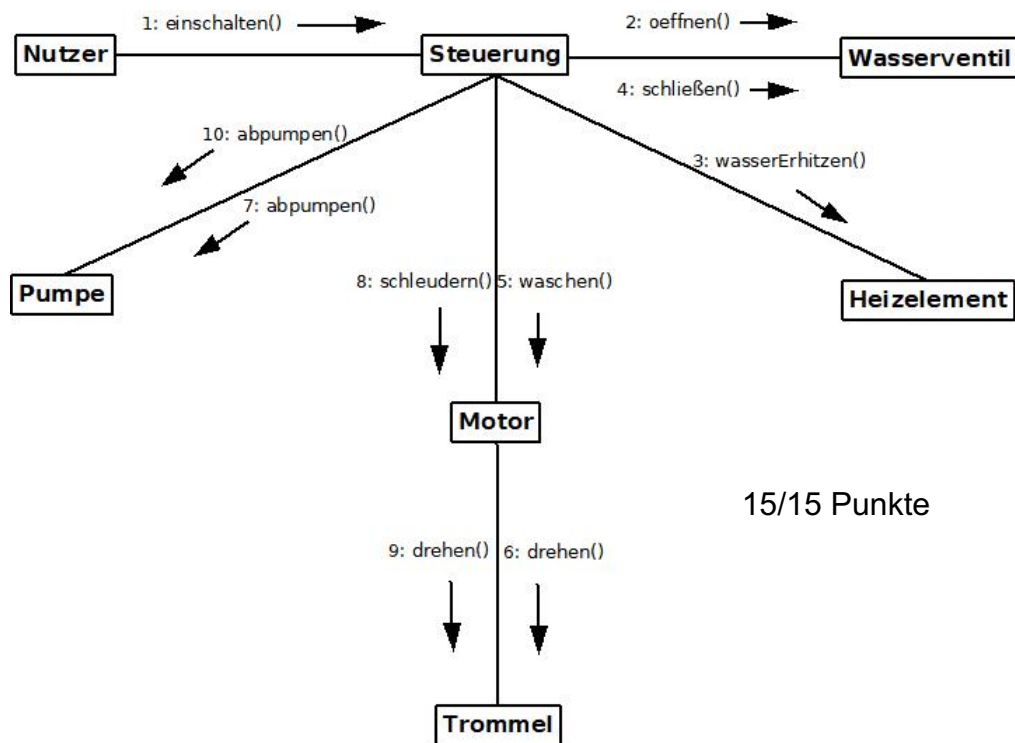 1: einschalten()
2: oeffnen()
Nutzer
Steuerung
Wasserventil
4: schließen()
10: abpumpen()
3: wasserErhitzen()
7: abpumpen()
8: schleudern()
5: waschen()
Pumpe
Heizelement
Motor
15/15 Punkte
9: drehen()
6: drehen()
Trommel